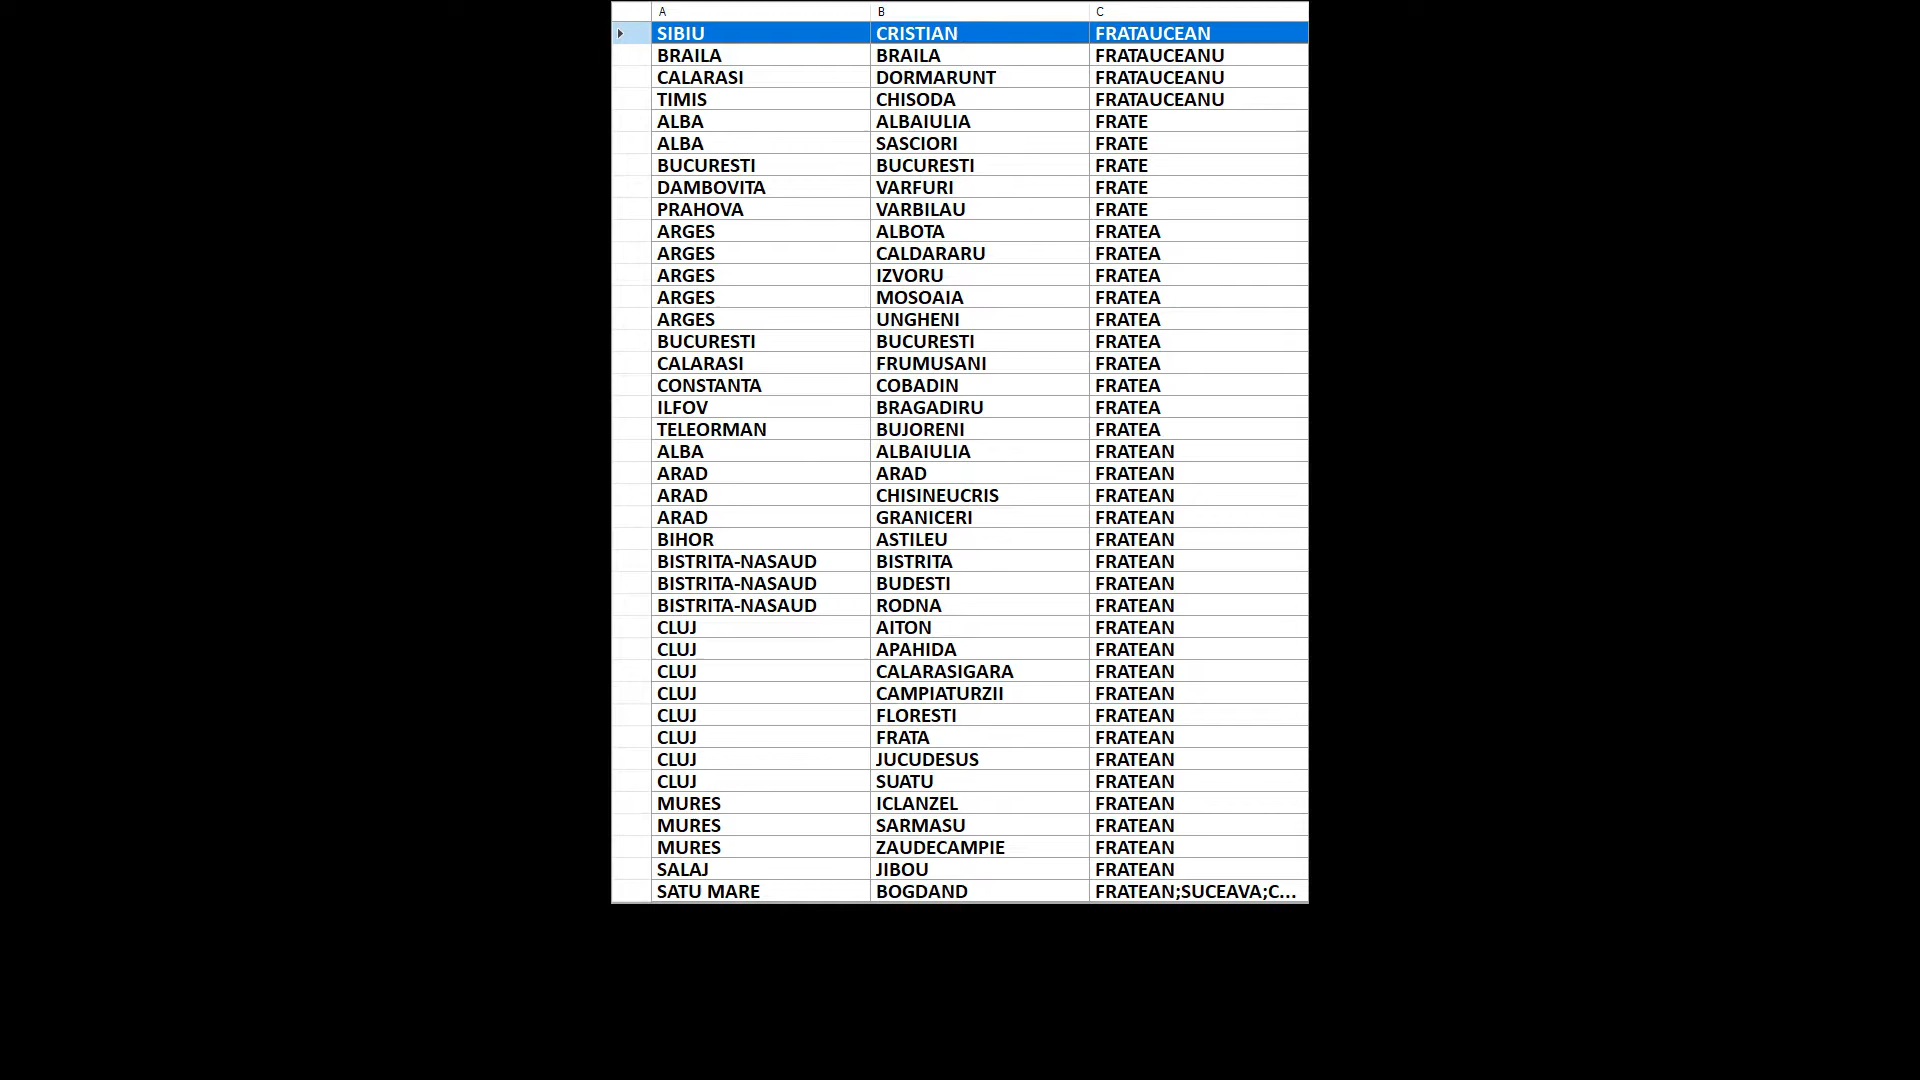 A B C
SIBIU CRISTIAN FRATAUCEAN
BRAILA BRAILA FRATAUCEANU
CALARASI DORMARUNT FRATAUCEANU
TIMIS CHISODA FRATAUCEANU
ALBA ALBAIULIA FRATE
ALBA SASCIORI FRATE
BUCURESTI BUCURESTI FRATE
DAMBOVITA VARFURI FRATE
PRAHOVA VARBILAU FRATE
ARGES ALBOTA FRATEA
ARGES CALDARARU FRATEA
ARGES IZVORU FRATEA
ARGES MOSOAIA FRATEA
ARGES UNGHENI FRATEA
BUCURESTI BUCURESTI FRATEA
CALARASI FRUMUSANI FRATEA
CONSTANTA COBADIN FRATEA
ILFOV BRAGADIRU FRATEA
TELEORMAN BUJORENI FRATEA
ALBA ALBAIULIA FRATEAN
ARAD ARAD FRATEAN
ARAD CHISINEUCRIS FRATEAN
ARAD GRANICERI FRATEAN
BIHOR ASTILEU FRATEAN
BISTRITA-NASAUD BISTRITA FRATEAN
BISTRITA-NASAUD BUDESTI FRATEAN
BISTRITA-NASAUD RODNA FRATEAN
CLUJ AITON FRATEAN
CLUJ APAHIDA FRATEAN
CLUJ CALARASIGARA FRATEAN
CLUJ CAMPIATURZII FRATEAN
CLUJ FLORESTI FRATEAN
CLUJ FRATA FRATEAN
CLUJ JUCUDESUS FRATEAN
CLUJ SUATU FRATEAN
MURES ICLANZEL FRATEAN
MURES SARMASU FRATEAN
MURES ZAUDECAMPIE FRATEAN
SALAJ JIBOU FRATEAN
SATU MARE BOGDAND FRATEAN;SUCEAVA;C...